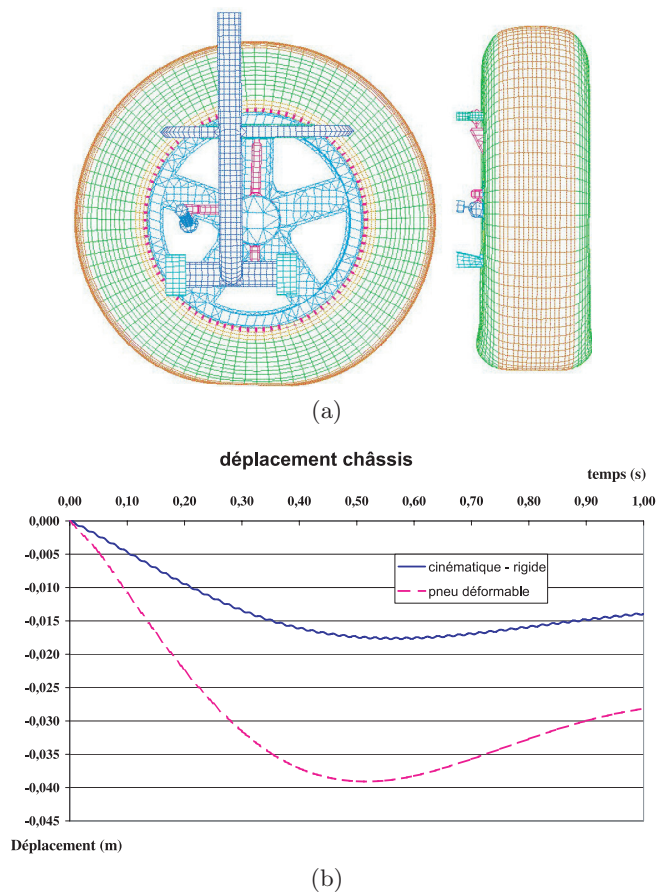 (a)
déplacement châssis
temps (s)
0,00 0,10 0,20 0,30 0,40 0,50 0,60 0,70 0,80 0,90 1,00
0,000
-0,005
-0,010
-0,015
-0,020
-0,025
-0,030
-0,035
-0,040
-0,045
cinématique - rigide
pneu déformable
Déplacement (m)
(b)